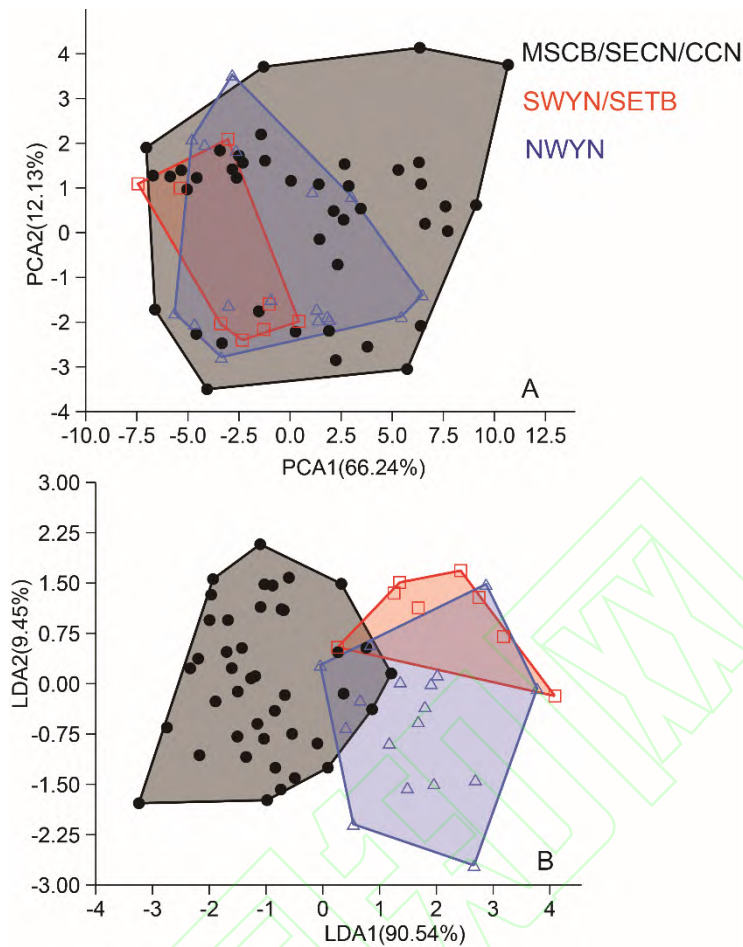 MSCB/SECN/CCN
SWYN/SETB
NWYN
4
3
2
1
0
-1
-2
-3
-4
PCA2(12.13%)
A
-10.0 -7.5 -5.0 -2.5 0.0 2.5 5.0 7.5 10.0 12.5
PCA1(66.24%)
3.00
2.25
1.50
0.75
0.00
-0.75
-1.50
-2.25
-3.00
LDA2(9.45%)
B
-4 -3 -2 -1 0 1 2 3 4
LDA1(90.54%)